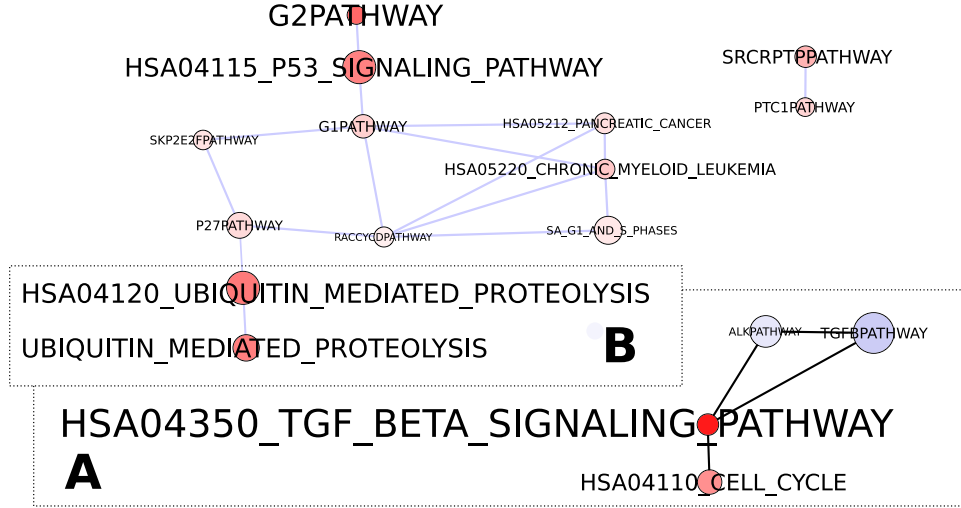 G2PATHWAY
HSA04115_P53_SIGNALING_PATHWAY
SRCRPTPPATHWAY
PTC1PATHWAY
G1PATHWAY
HSA05212_PANCREATIC_CANCER
SKP2E2FPATHWAY
HSA05220_CHRONIC_MYELOID_LEUKEMIA
P27PATHWAY
RACCYCDPATHWAY
SA_G1_AND_S_PHASES
HSA04120_UBIQUITIN_MEDIATED_PROTEOLYSIS
UBIQUITIN_MEDIATED_PROTEOLYSIS
B
ALKPATHWAY
TGFBPATHWAY
HSA04350_TGF_BETA_SIGNALING_PATHWAY
A
HSA04110_CELL_CYCLE